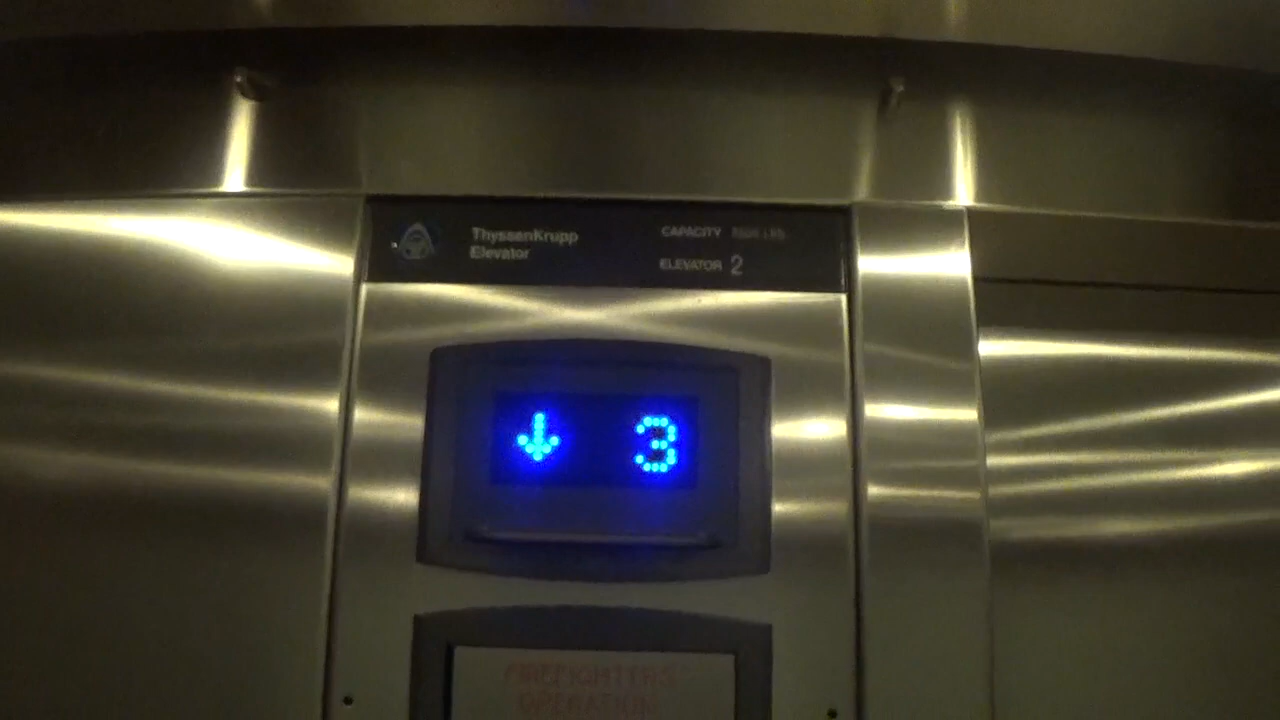 ThyssenKrupp
Elevator
CAPACITY
ELEVATOR 2
↓ 3
FIREFIGHTERS
OPERATION